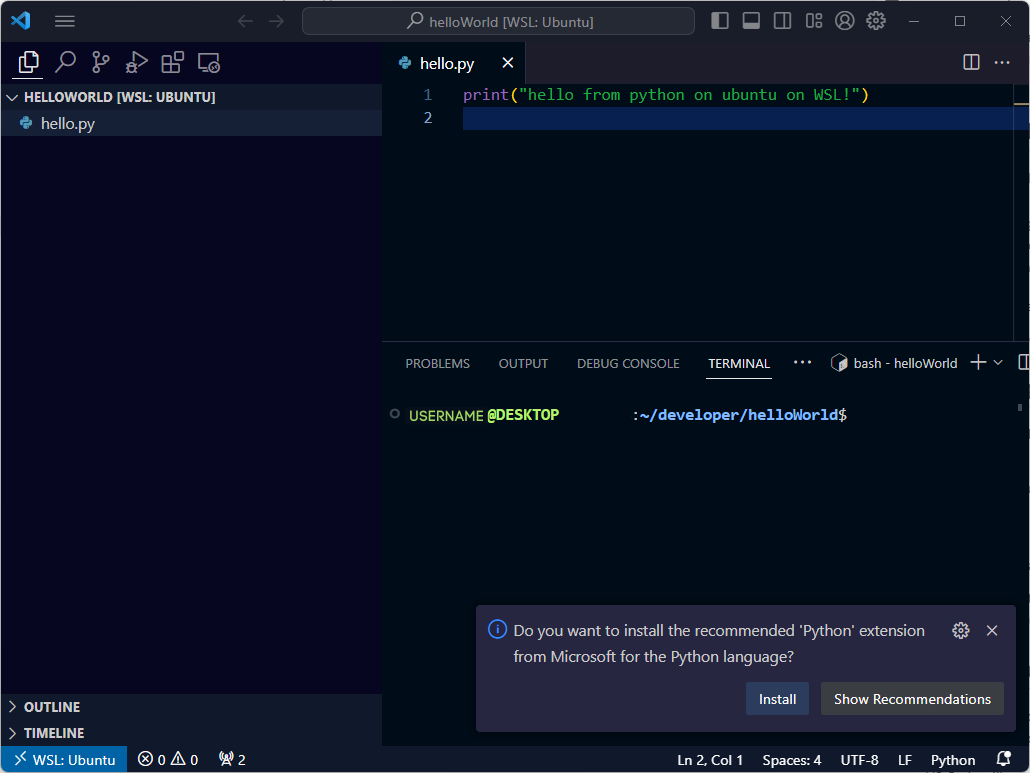 helloWorld [WSL: Ubuntu]
HELLOWORLD [WSL: UBUNTU]
hello.py
hello.py
1 print("hello from python on ubuntu on WSL!")
2
PROBLEMS OUTPUT DEBUG CONSOLE TERMINAL ... bash - helloWorld
USERNAME@DESKTOP :~/developer/helloWorld$
Do you want to install the recommended 'Python' extension
from Microsoft for the Python language?
Install Show Recommendations
OUTLINE
TIMELINE
WSL: Ubuntu 0 0 2 Ln 2, Col 1 Spaces: 4 UTF-8 LF Python